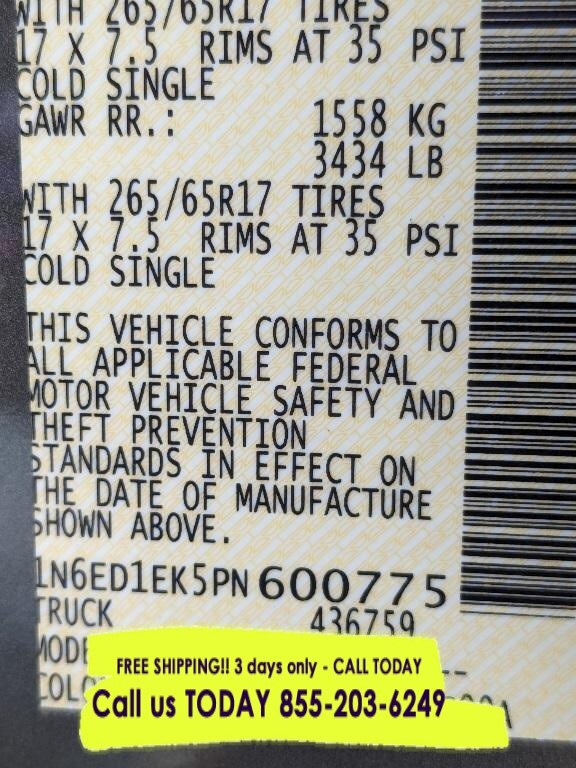 WITH 265/65R17 TIRES
17 X 7.5 RIMS AT 35 PSI
COLD SINGLE
GAWR RR.: 1558 KG
3434 LB
WITH 265/65R17 TIRES
17 X 7.5 RIMS AT 35 PSI
COLD SINGLE
THIS VEHICLE CONFORMS TO
ALL APPLICABLE FEDERAL
MOTOR VEHICLE SAFETY AND
THEFT PREVENTION
STANDARDS IN EFFECT ON
THE DATE OF MANUFACTURE
SHOWN ABOVE.
1N6ED1EK5PN600775
TRUCK 436759
FREE SHIPPING!! 3 days only - CALL TODAY
Call us TODAY 855-203-6249